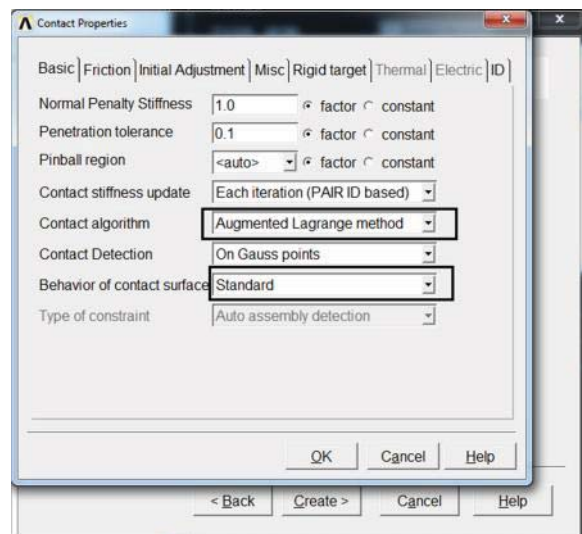 Contact Properties
Basic Friction Initial Adjustment Misc Rigid target Thermal Electric ID
Normal Penalty Stiffness 1.0 factor constant
Penetration tolerance 0.1 factor constant
Pinball region <auto> factor constant
Contact stiffness update Each iteration (PAIR ID based)
Contact algorithm Augmented Lagrange method
Contact Detection On Gauss points
Behavior of contact surface Standard
Type of constraint Auto assembly detection
OK Cancel Help
< Back Create > Cancel Help